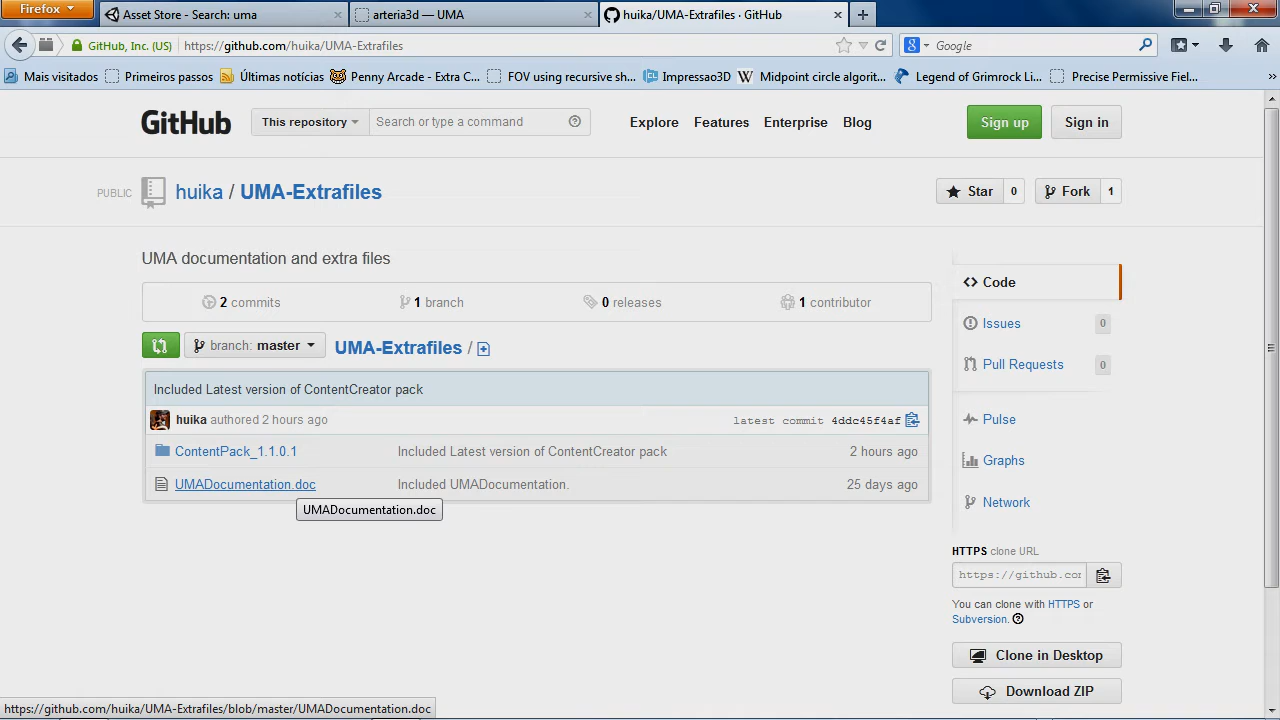 Firefox
Asset Store - Search: uma
arteria3d — UMA
huika/UMA-Extrafiles · GitHub
GitHub, Inc. (US)
https://github.com/huika/UMA-Extrafiles
Google
Mais visitados
Primeiros passos
Últimas notícias
Penny Arcade - Extra C...
FOV using recursive sh...
Impresso3D
Midpoint circle algorit...
Legend of Grimrock Li...
Precise Permissive Fiel...
»
GitHub
This repository
Search or type a command
Explore
Features
Enterprise
Blog
Sign up
Sign in
PUBLIC
huika / UMA-Extrafiles
Star
0
Fork
1
UMA documentation and extra files
2 commits
1 branch
0 releases
1 contributor
branch: master
UMA-Extrafiles /
Included Latest version of ContentCreator pack
huika authored 2 hours ago
latest commit 4ddc45f4af
ContentPack_1.1.0.1
Included Latest version of ContentCreator pack
2 hours ago
UMADocumentation.doc
Included UMADocumentation.
25 days ago
UMADocumentation.doc
Code
Issues
0
Pull Requests
0
Pulse
Graphs
Network
HTTPS clone URL
https://github.co
You can clone with HTTPS or
Subversion.
Clone in Desktop
Download ZIP
https://github.com/huika/UMA-Extrafiles/blob/master/UMADocumentation.doc